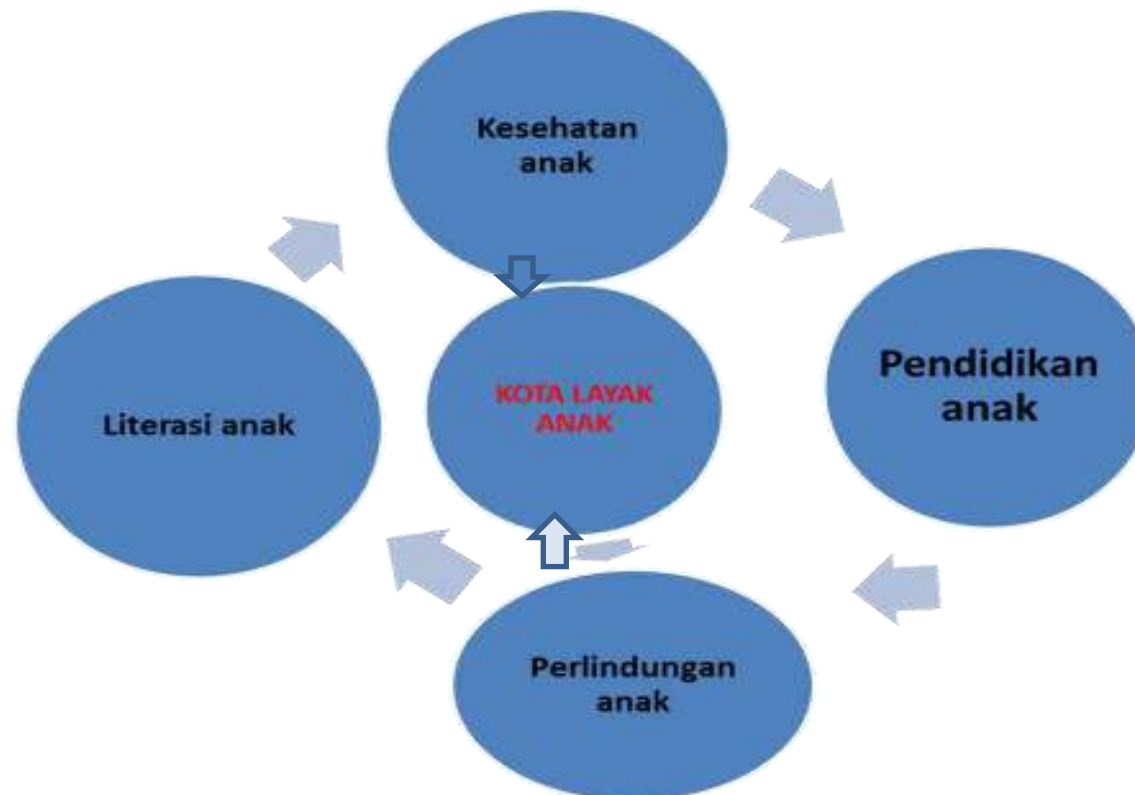 Kesehatan
anak
Pendidikan
anak
Literasi anak
KOTA LAYAK
ANAK
Perlindungan
anak